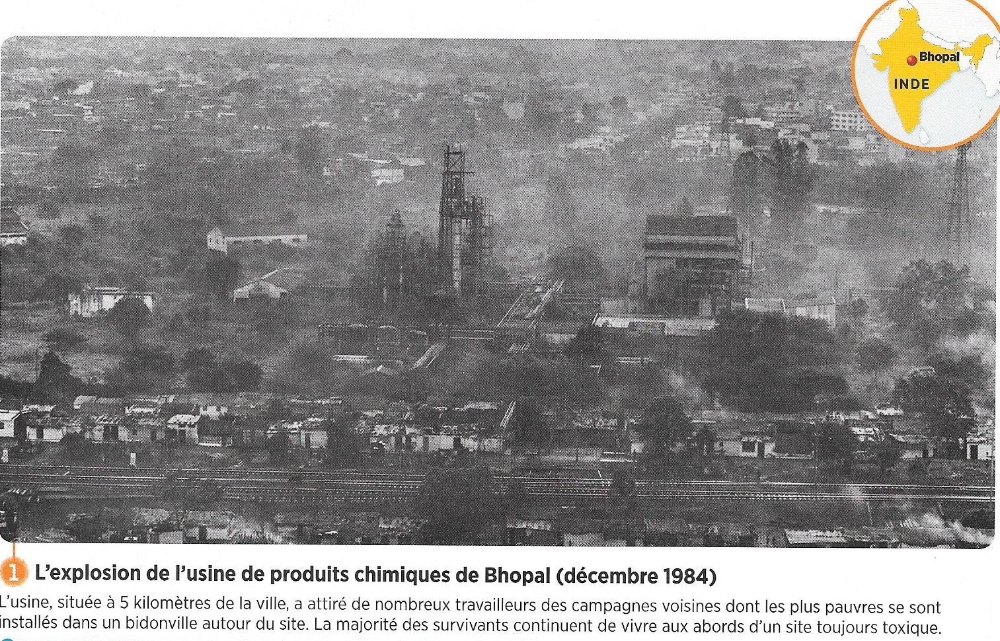 Bhopal
INDE
1 L'explosion de l'usine de produits chimiques de Bhopal (décembre 1984)
L'usine, située à 5 kilomètres de la ville, a attiré de nombreux travailleurs des campagnes voisines dont les plus pauvres se sont
installés dans un bidonville autour du site. La majorité des survivants continuent de vivre aux abords d'un site toujours toxique.